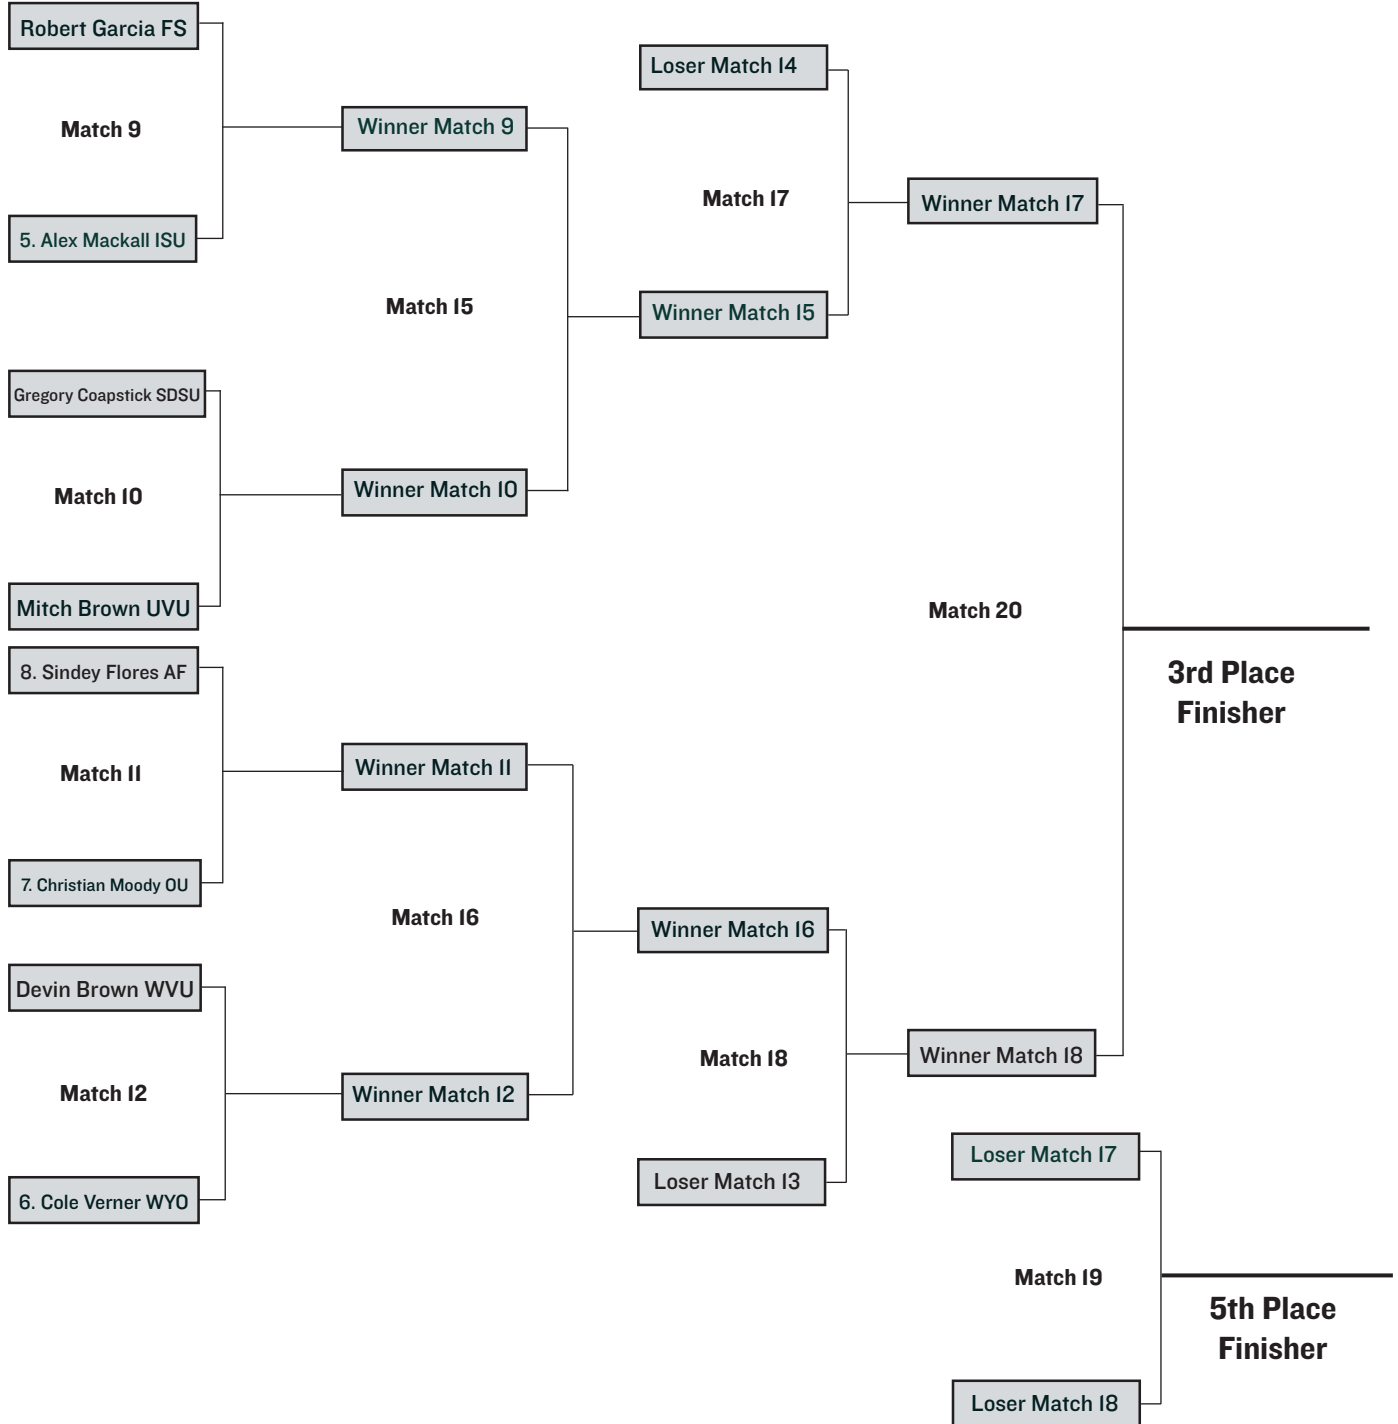 Robert Garcia FS
Match 9
5. Alex Mackall ISU
Gregory Coapstick SDSU
Match 10
Mitch Brown UVU
8. Sindey Flores AF
Match 11
7. Christian Moody OU
Devin Brown WVU
Match 12
6. Cole Verner WYO
Winner Match 9
Match 15
Winner Match 10
Winner Match 11
Match 16
Winner Match 12
Loser Match 14
Match 17
Winner Match 15
Winner Match 16
Match 18
Loser Match 13
Winner Match 17
Match 20
Winner Match 18
3rd Place
Finisher
Loser Match 17
Match 19
Loser Match 18
5th Place
Finisher